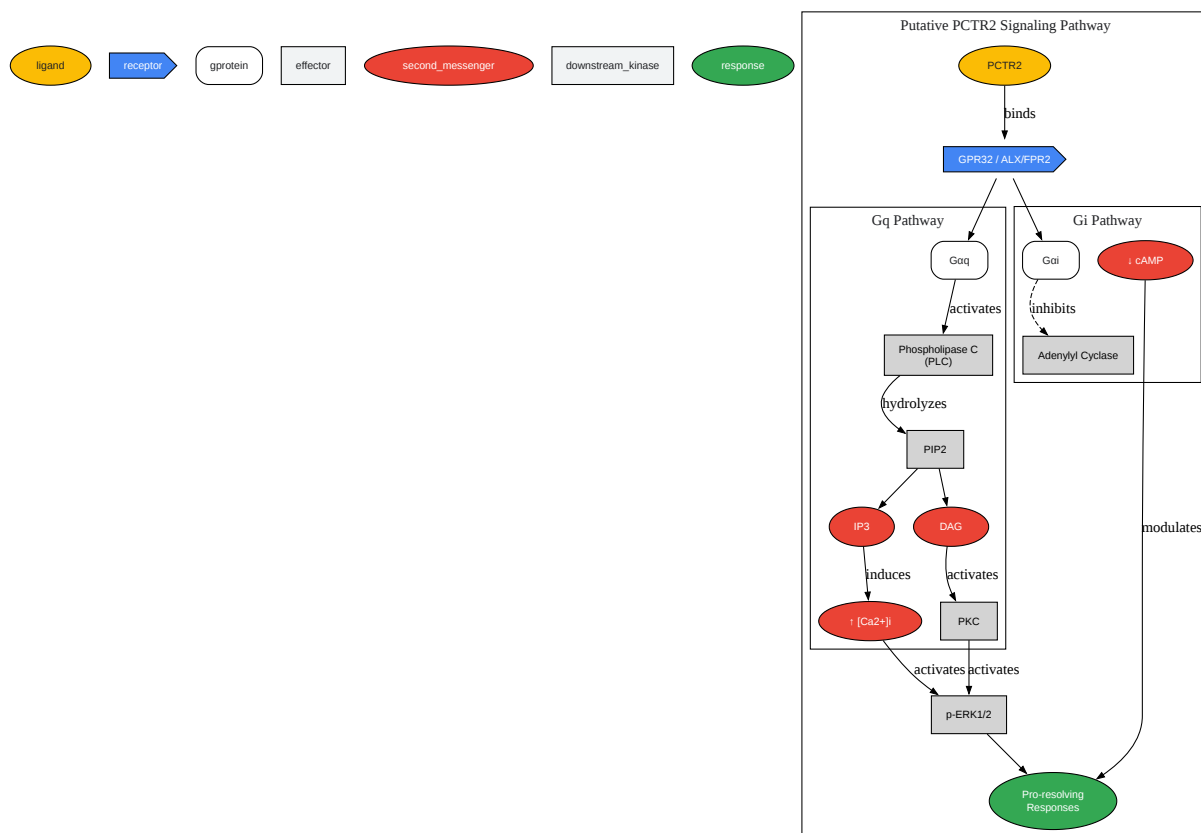 Putative PCTR2 Signaling Pathway
ligand
receptor
gprotein
effector
second_messenger
downstream_kinase
response
PCTR2
binds
GPR32 / ALX/FPR2
Gq Pathway
Gi Pathway
Gαq
Gαi
↓ cAMP
activates
inhibits
Phospholipase C
(PLC)
Adenylyl Cyclase
hydrolyzes
PIP2
IP3
DAG
modulates
induces
activates
↑ [Ca2+]i
PKC
activates
activates
p-ERK1/2
Pro-resolving
Responses